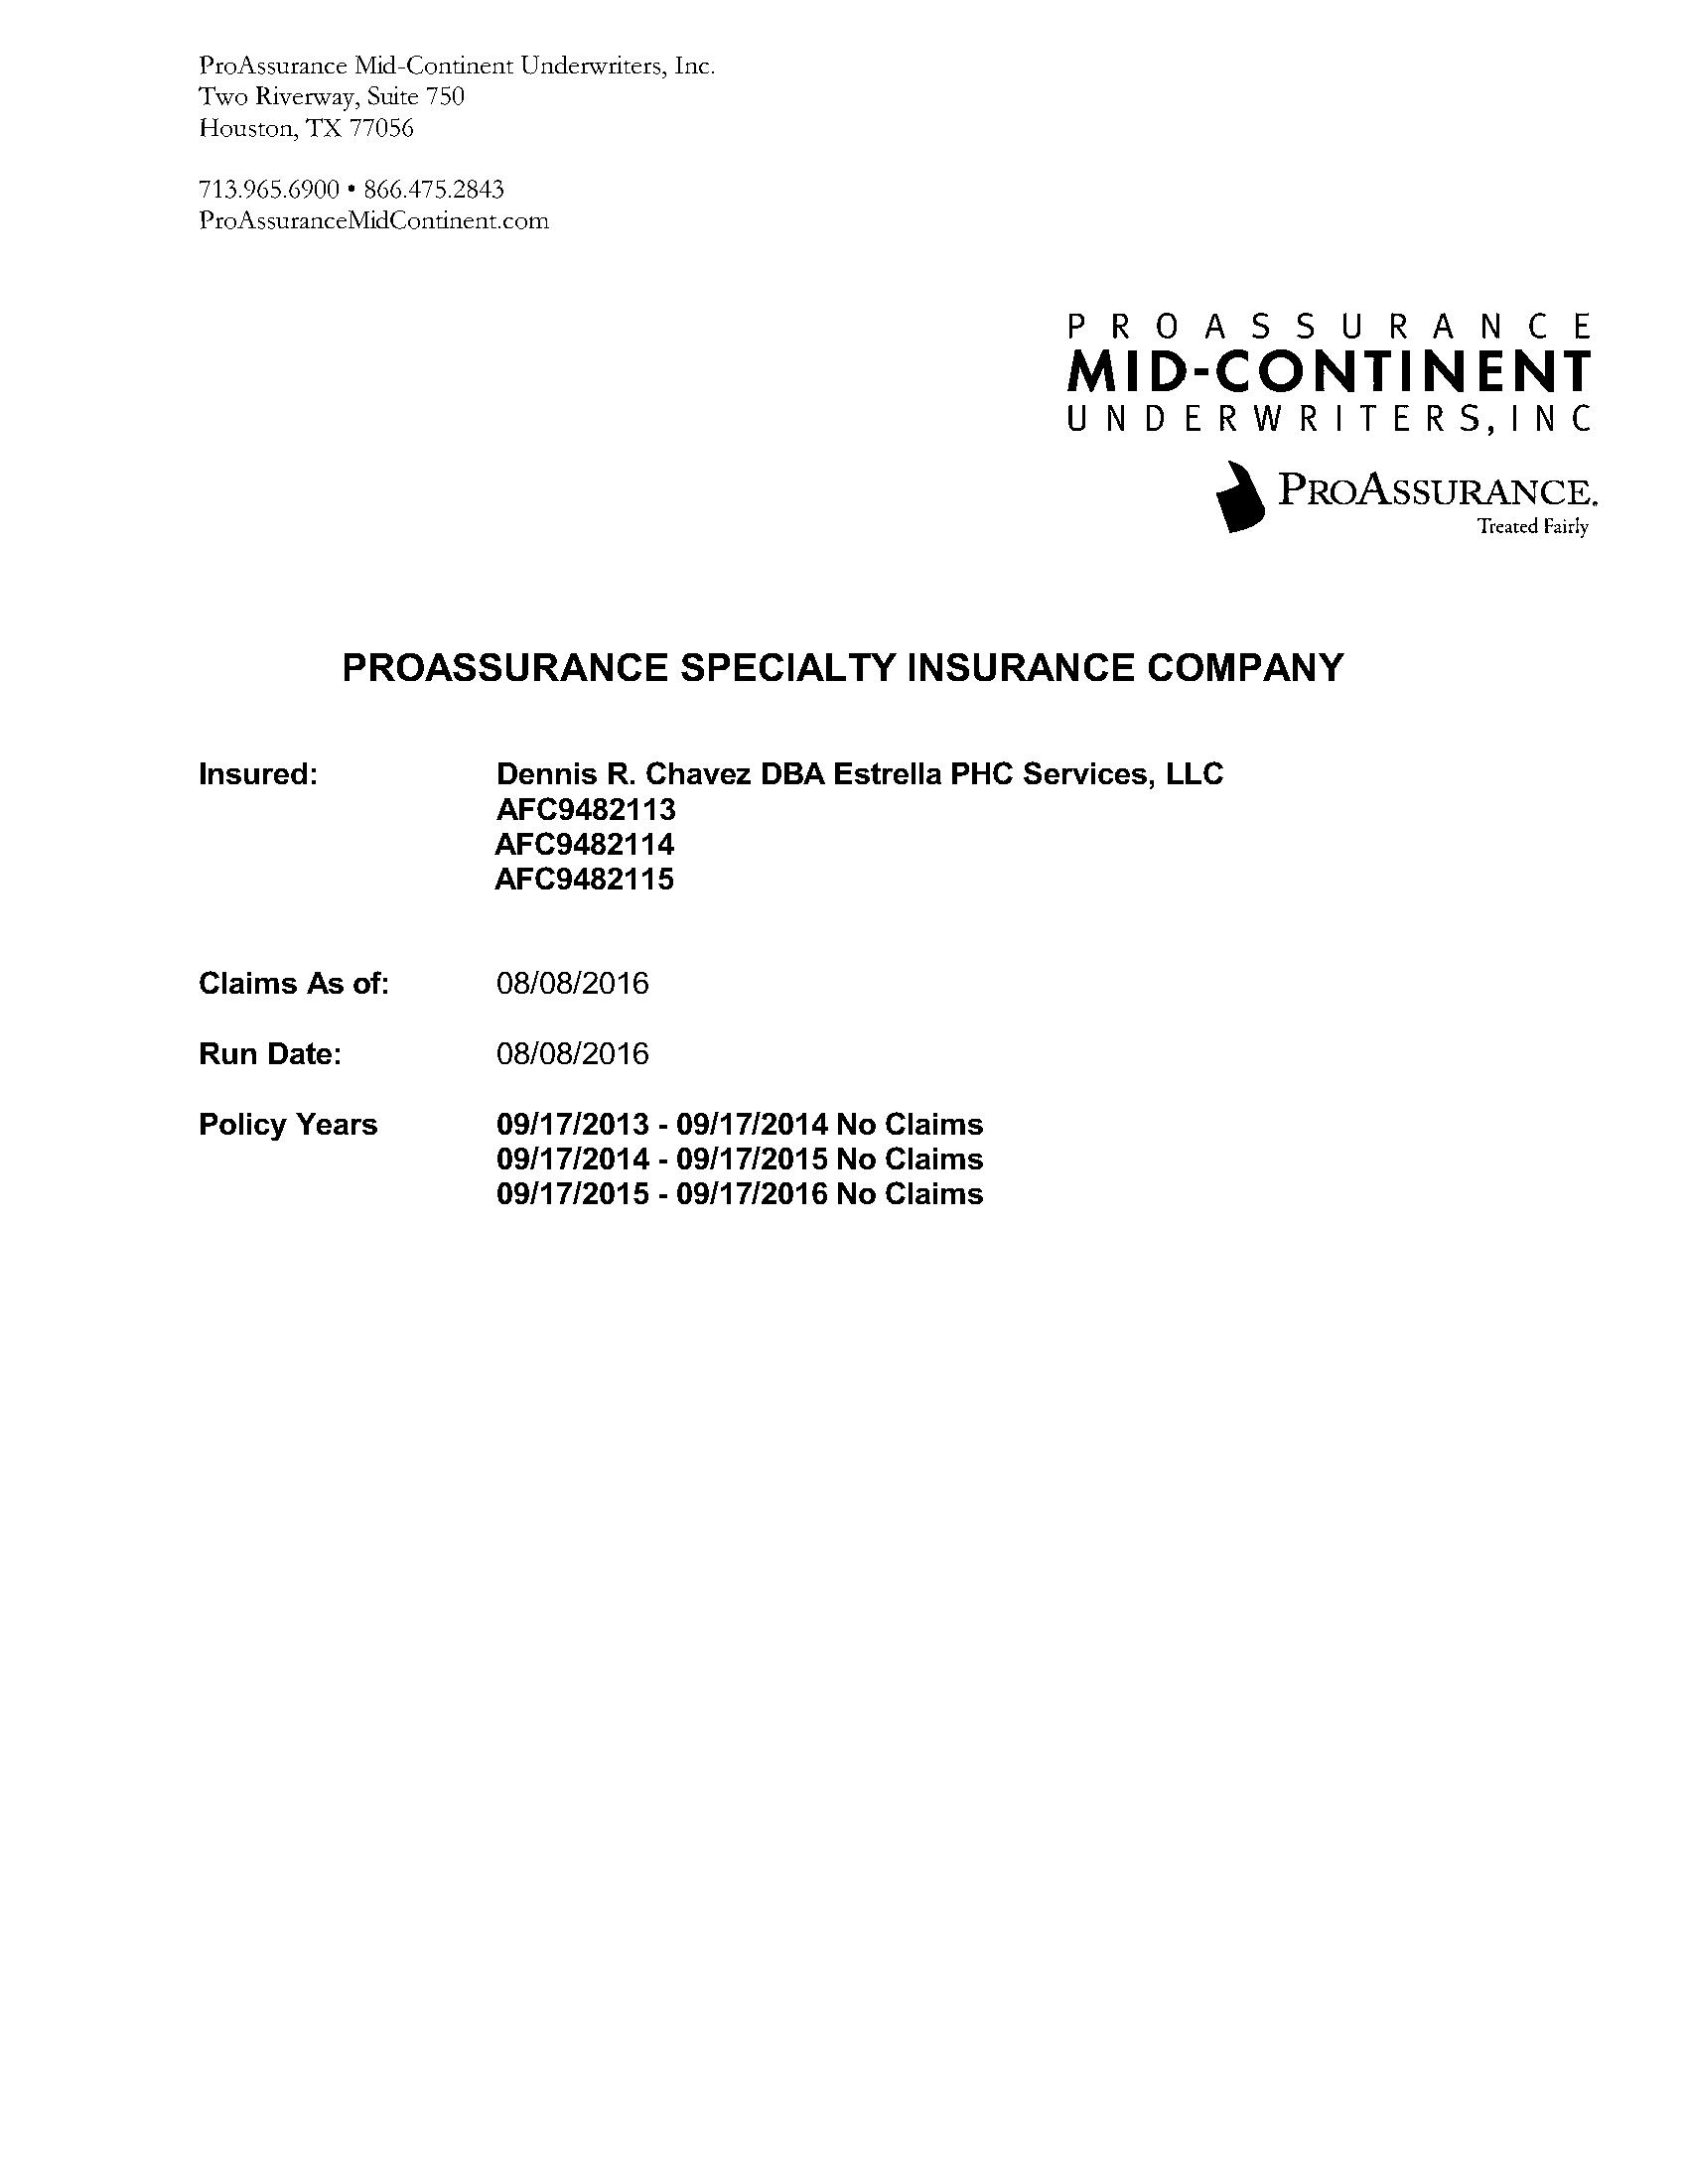 ProAssurance Mid-Continent Underwriters, Inc.
Two Riverway, Suite 750
Houston, TX 77056
713.965.6900 • 866.475.2843
ProAssuranceMidContinent.com
PROASSURANCE
MID-CONTINENT
UNDERWRITERS, INC
PROASSURANCE.
Treated Fairly
PROASSURANCE SPECIALTY INSURANCE COMPANY
Insured: Dennis R. Chavez DBA Estrella PHC Services, LLC
AFC9482113
AFC9482114
AFC9482115
Claims As of: 08/08/2016
Run Date: 08/08/2016
Policy Years 09/17/2013 - 09/17/2014 No Claims
09/17/2014 - 09/17/2015 No Claims
09/17/2015 - 09/17/2016 No Claims